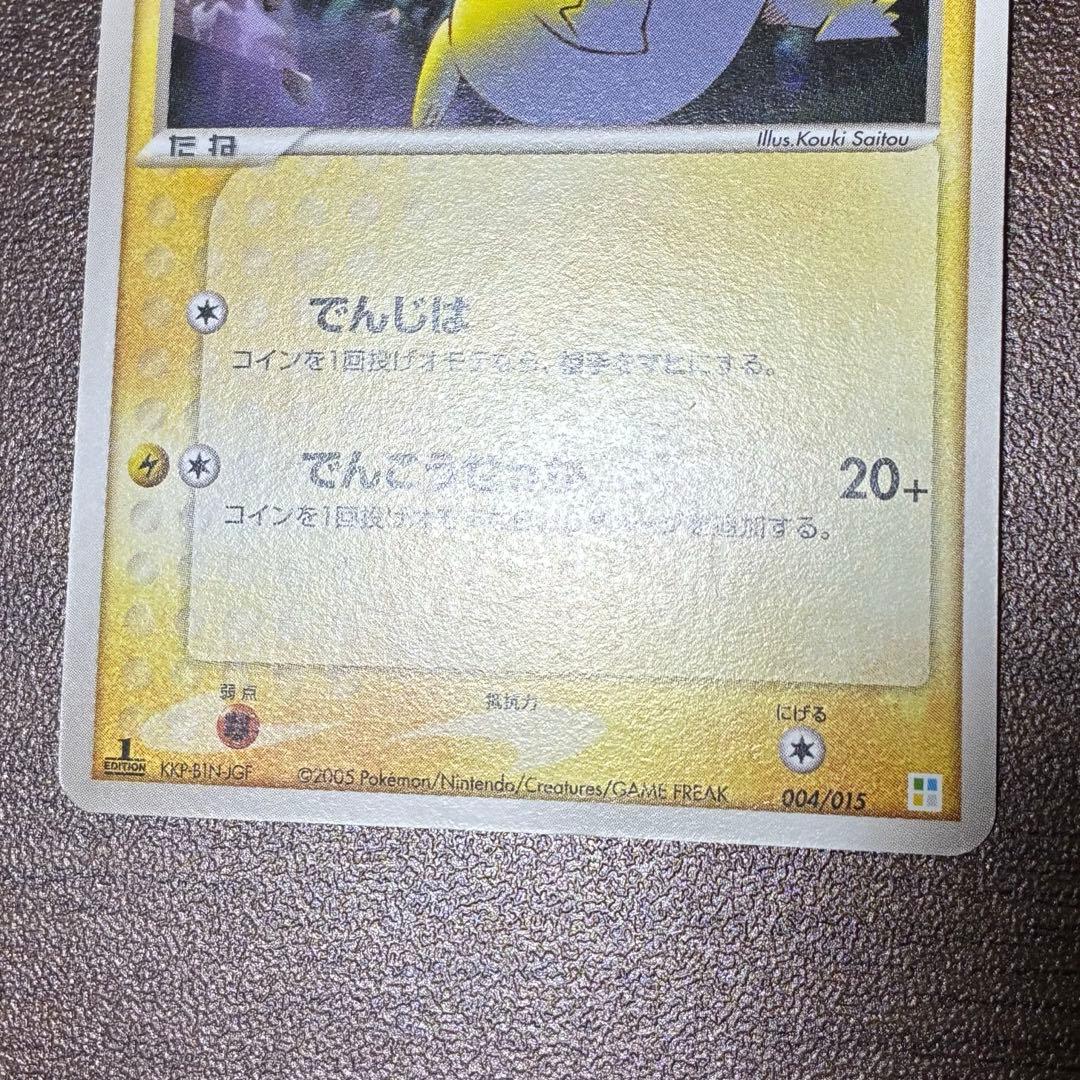 たね
Illus.Kouki Saitou
でんじは
コインを1回投げオモテなら、相手をマヒにする。
でんこうせっか
20+
コインを1回投げオモテなら、 ダメージを追加する。
弱点
抵抗力
にげる
1
EDITION
KKP-B1N-JGF
©2005 Pokémon/Nintendo/Creatures/GAME FREAK
004/015